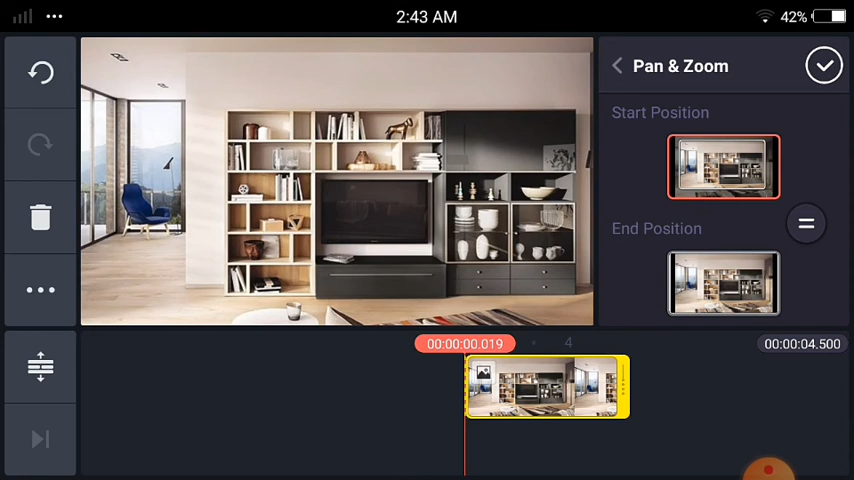 2:43 AM
42%
Pan & Zoom
Start Position
End Position
00:00:00.019
4
00:00:04.500